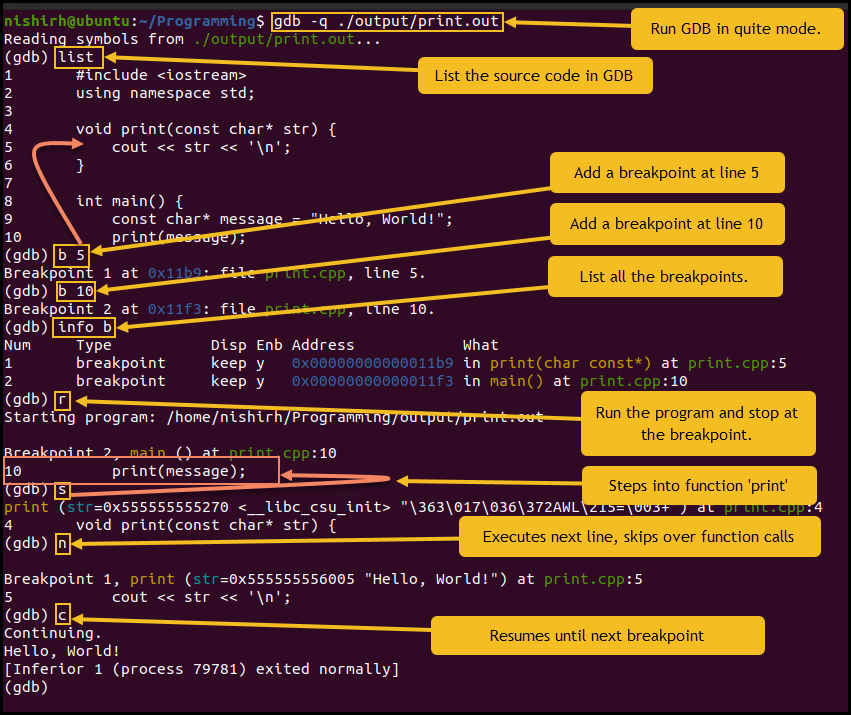 nishirh@ubuntu:~/Programming$ gdb -q ./output/print.out
Run GDB in quite mode.
Reading symbols from ./output/print.out...
(gdb) list
List the source code in GDB
1       #include <iostream>
2       using namespace std;
3
4       void print(const char* str) {
5           cout << str << '\n';
6       }
7
8       int main() {
9           const char* message = "Hello, World!";
10          print(message);
Add a breakpoint at line 5
Add a breakpoint at line 10
List all the breakpoints.
(gdb) b 5
Breakpoint 1 at 0x11b9: file print.cpp, line 5.
(gdb) b 10
Breakpoint 2 at 0x11f3: file print.cpp, line 10.
(gdb) info b
Num     Type           Disp Enb Address            What
1       breakpoint     keep y   0x00000000000011b9 in print(char const*) at print.cpp:5
2       breakpoint     keep y   0x00000000000011f3 in main() at print.cpp:10
(gdb) r
Run the program and stop at
the breakpoint.
Starting program: /home/nishirh/Programming/output/print.out
Breakpoint 2, main () at print.cpp:10
10          print(message);
(gdb) s
Steps into function 'print'
print (str=0x555555555270 <__libc_csu_init> "\363\017\036\372AWL\215=\003+") at print.cpp:4
4       void print(const char* str) {
(gdb) n
Executes next line, skips over function calls
Breakpoint 1, print (str=0x555555556005 "Hello, World!") at print.cpp:5
5           cout << str << '\n';
(gdb) c
Resumes until next breakpoint
Continuing.
Hello, World!
[Inferior 1 (process 79781) exited normally]
(gdb)